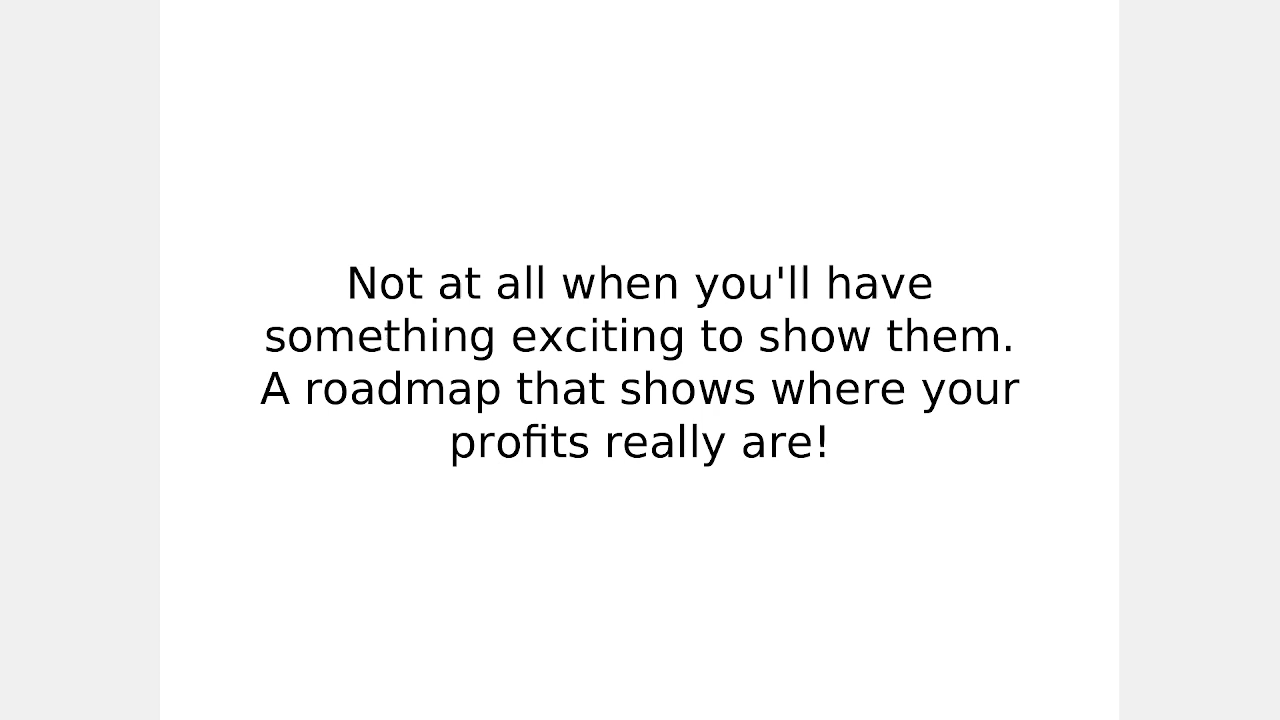 Not at all when you'll have
something exciting to show them.
A roadmap that shows where your
profits really are!